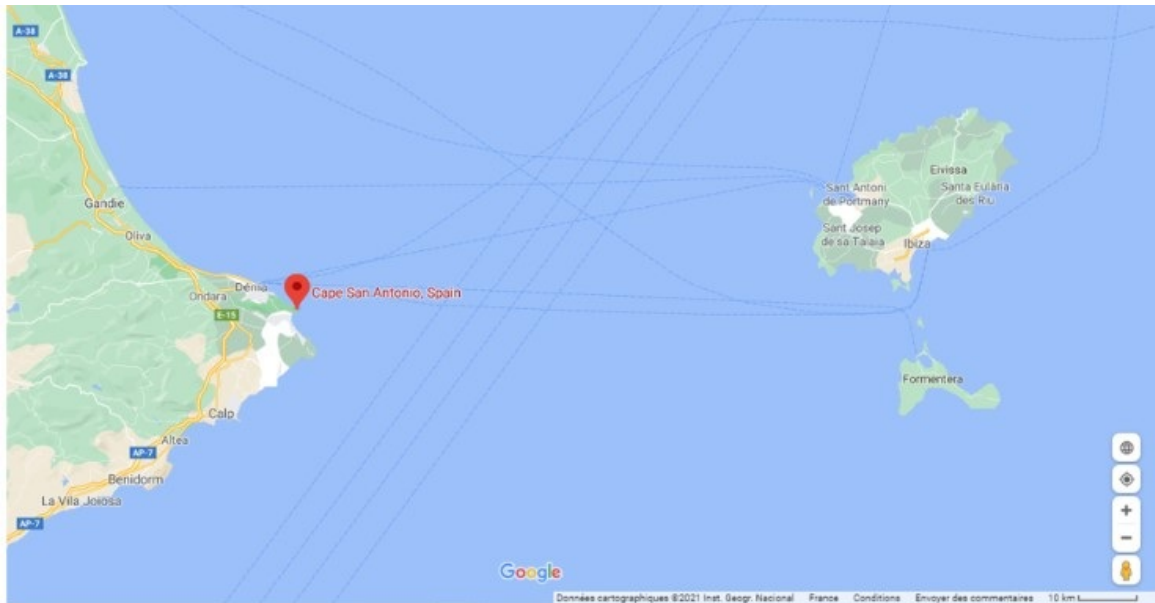 A-38
A-38
Gandie
Oliva
Dénia
Ondara
E-15
Cape San Antonio, Spain
Calp
Altea
AP-7
Benidorm
La Vila Joiosa
AP-7
Eivissa
Sant Antoni
de Portmany
Santa Eulària
des Riu
Sant Josep
de sa Talaia
Ibiza
Formentera
Google
Données cartographiques ©2021 Inst. Geogr. Nacional France Conditions Envoyer des commentaires 10 km